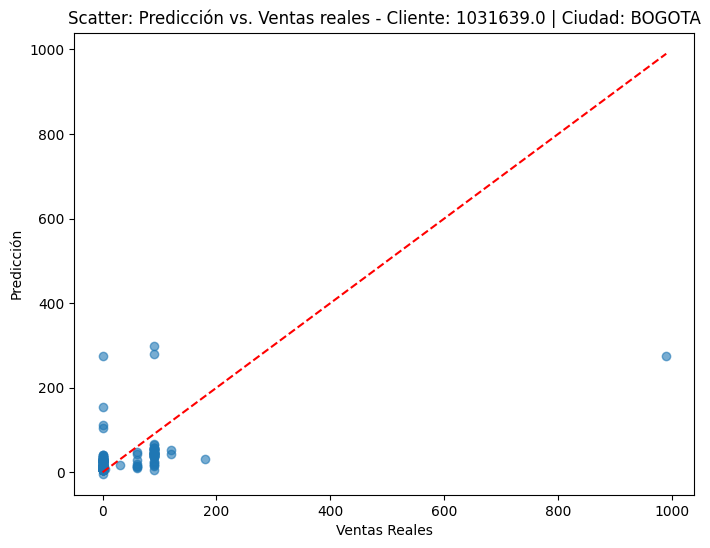 Scatter: Predicción vs. Ventas reales - Cliente: 1031639.0 | Ciudad: BOGOTA
1000
800
600
400
200
0
Predicción
0 200 400 600 800 1000
Ventas Reales